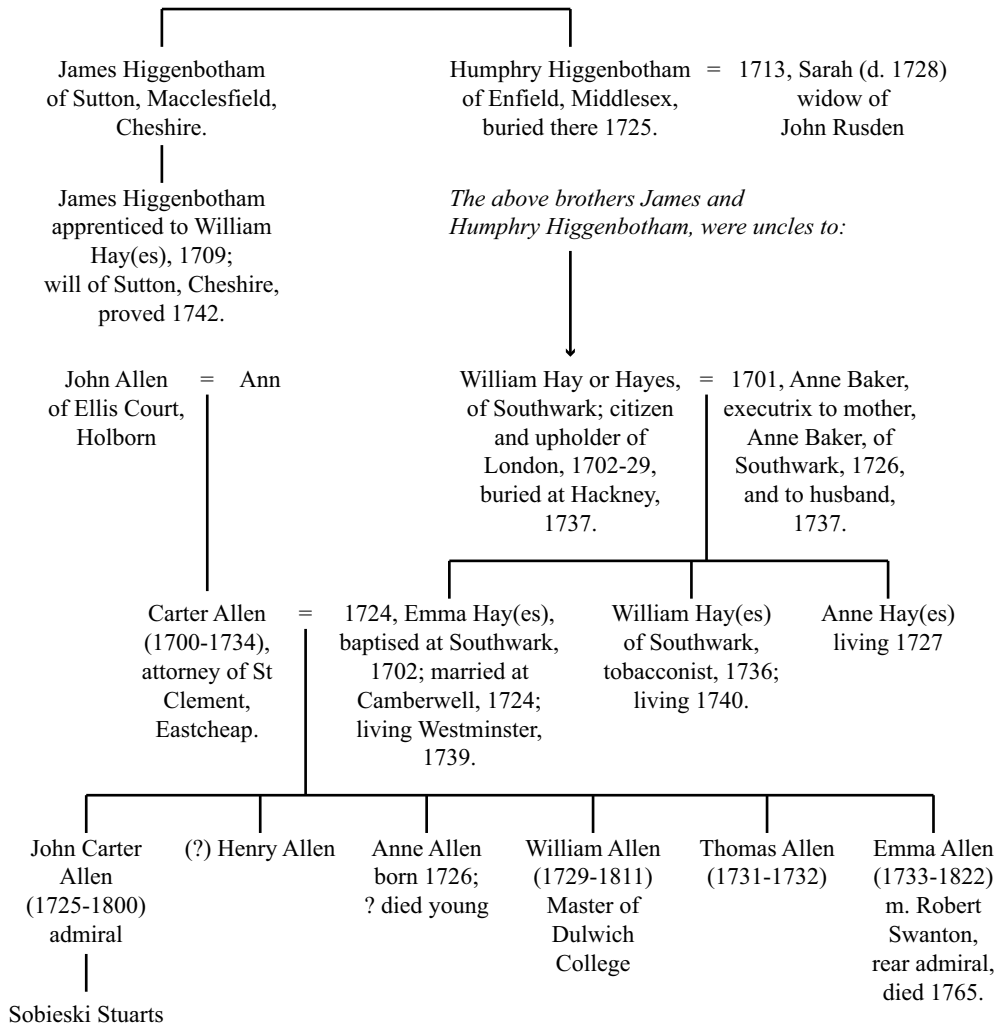 James Higgenbotham
of Sutton, Macclesfield,
Cheshire.
Humphry Higgenbotham
of Enfield, Middlesex,
buried there 1725.
=
1713, Sarah (d. 1728)
widow of
John Rusden
James Higgenbotham
apprenticed to William
Hay(es), 1709;
will of Sutton, Cheshire,
proved 1742.
The above brothers James and
Humphry Higgenbotham, were uncles to:
John Allen
of Ellis Court,
Holborn
=
Ann
William Hay or Hayes,
of Southwark; citizen
and upholder of
London, 1702-29,
buried at Hackney,
1737.
=
1701, Anne Baker,
executrix to mother,
Anne Baker, of
Southwark, 1726,
and to husband,
1737.
Carter Allen
(1700-1734),
attorney of St
Clement,
Eastcheap.
=
1724, Emma Hay(es),
baptised at Southwark,
1702; married at
Camberwell, 1724;
living Westminster,
1739.
William Hay(es)
of Southwark,
tobacconist, 1736;
living 1740.
Anne Hay(es)
living 1727
John Carter
Allen
(1725-1800)
admiral
(?) Henry Allen
Anne Allen
born 1726;
? died young
William Allen
(1729-1811)
Master of
Dulwich
College
Thomas Allen
(1731-1732)
Emma Allen
(1733-1822)
m. Robert
Swanton,
rear admiral,
died 1765.
Sobieski Stuarts